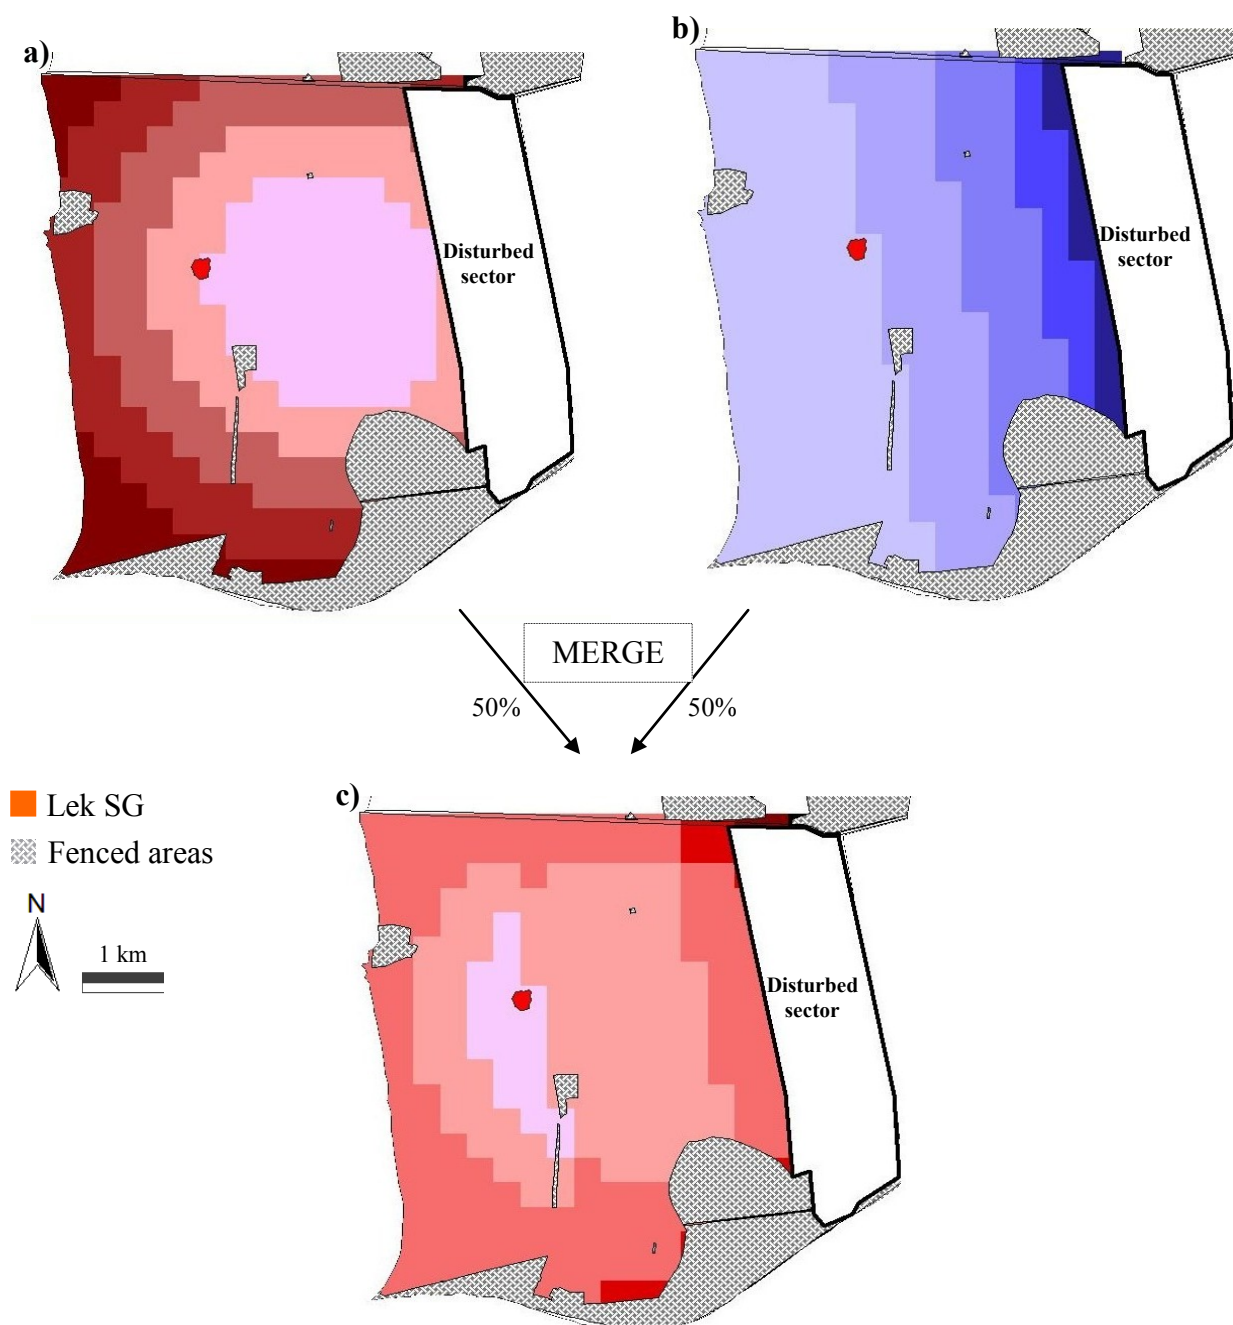 a)
b)
Disturbed
sector
Disturbed
sector
MERGE
50%
50%
c)
Lek SG
Fenced areas
N
1 km
Disturbed
sector